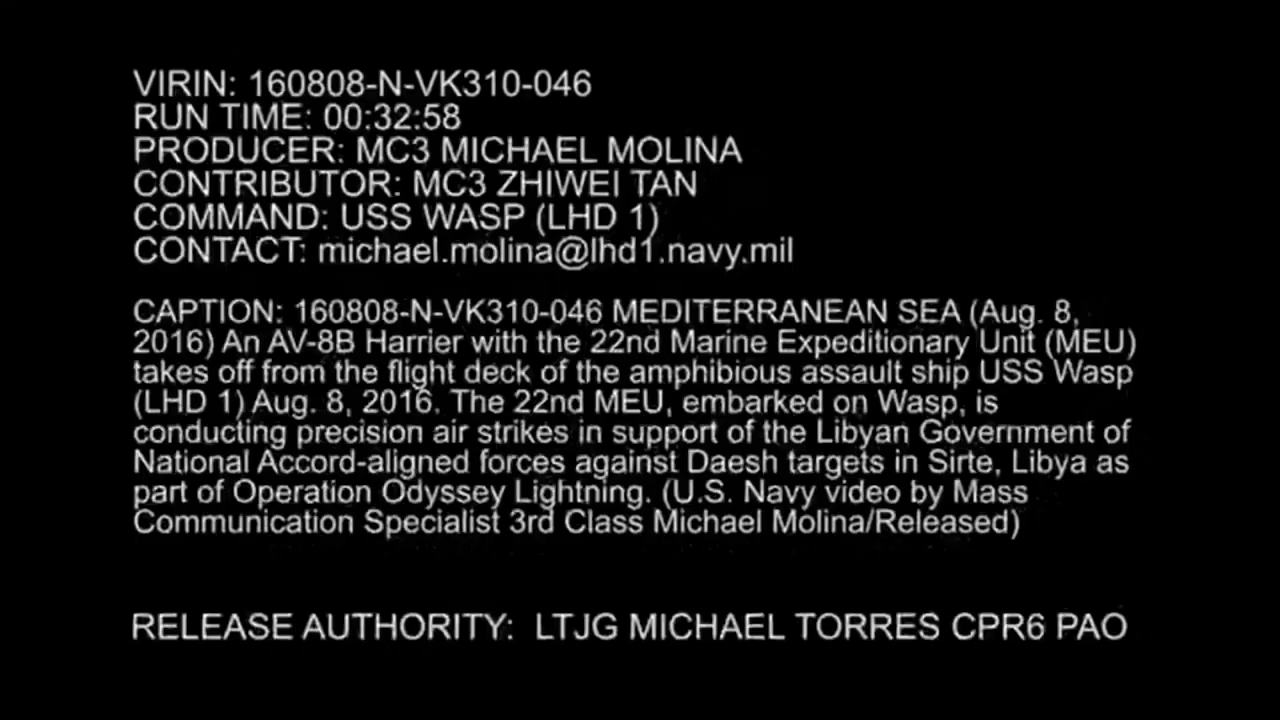 VIRIN: 160808-N-VK310-046
RUN TIME: 00:32:58
PRODUCER: MC3 MICHAEL MOLINA
CONTRIBUTOR: MC3 ZHIWEI TAN
COMMAND: USS WASP (LHD 1)
CONTACT: michael.molina@lhd1.navy.mil
CAPTION: 160808-N-VK310-046 MEDITERRANEAN SEA (Aug. 8,
2016) An AV-8B Harrier with the 22nd Marine Expeditionary Unit (MEU)
takes off from the flight deck of the amphibious assault ship USS Wasp
(LHD 1) Aug. 8, 2016. The 22nd MEU, embarked on Wasp, is
conducting precision air strikes in support of the Libyan Government of
National Accord-aligned forces against Daesh targets in Sirte, Libya as
part of Operation Odyssey Lightning. (U.S. Navy video by Mass
Communication Specialist 3rd Class Michael Molina/Released)
RELEASE AUTHORITY: LTJG MICHAEL TORRES CPR6 PAO